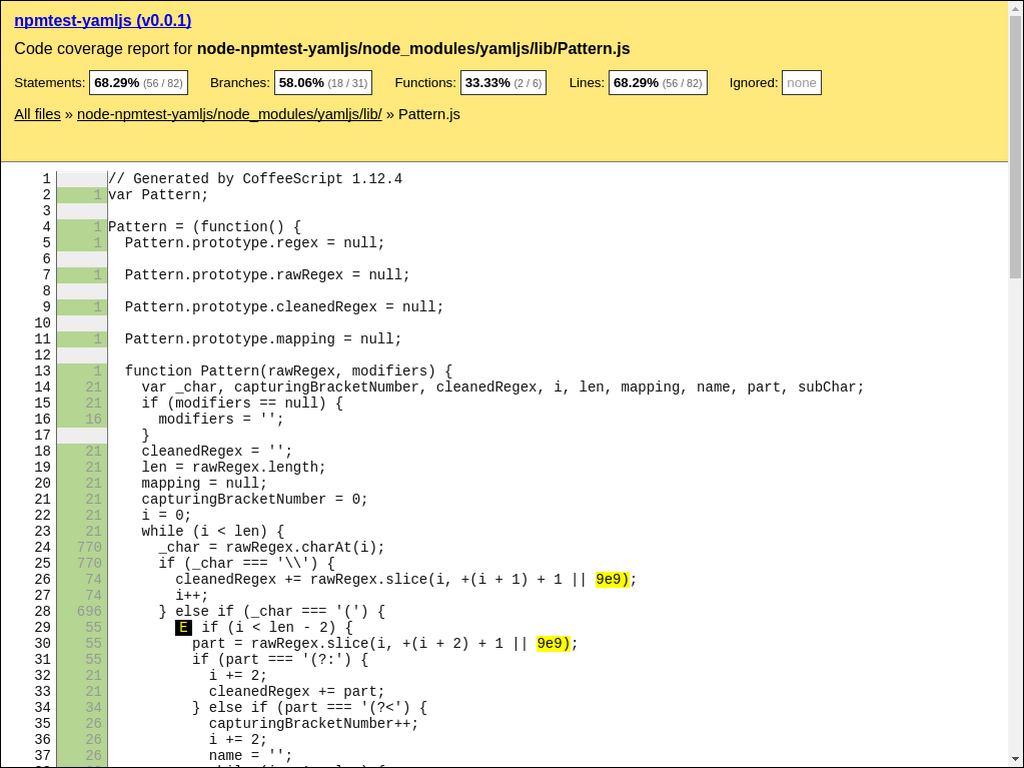 npmtest-yamljs (v0.0.1)
Code coverage report for node-npmtest-yamljs/node_modules/yamljs/lib/Pattern.js
Statements: 68.29% (56 / 82) Branches: 58.06% (18 / 31) Functions: 33.33% (2 / 6) Lines: 68.29% (56 / 82) Ignored: none
All files » node-npmtest-yamljs/node_modules/yamljs/lib/ » Pattern.js
1 // Generated by CoffeeScript 1.12.4
2 1 var Pattern;
3
4 1 Pattern = (function() {
5 1 Pattern.prototype.regex = null;
6
7 1 Pattern.prototype.rawRegex = null;
8
9 1 Pattern.prototype.cleanedRegex = null;
10
11 1 Pattern.prototype.mapping = null;
12
13 1 function Pattern(rawRegex, modifiers) {
14 21 var _char, capturingBracketNumber, cleanedRegex, i, len, mapping, name, part, subChar;
15 21 if (modifiers == null) {
16 16 modifiers = '';
17 }
18 21 cleanedRegex = '';
19 21 len = rawRegex.length;
20 21 mapping = null;
21 21 capturingBracketNumber = 0;
22 21 i = 0;
23 21 while (i < len) {
24 770 _char = rawRegex.charAt(i);
25 770 if (_char === '\\') {
26 74 cleanedRegex += rawRegex.slice(i, +(i + 1) + 1 || 9e9);
27 74 i++;
28 696 } else if (_char === '(') {
29 55 E if (i < len - 2) {
30 55 part = rawRegex.slice(i, +(i + 2) + 1 || 9e9);
31 55 if (part === '(?:') {
32 21 i += 2;
33 21 cleanedRegex += part;
34 34 } else if (part === '(?<') {
35 26 capturingBracketNumber++;
36 26 i += 2;
37 26 name = '';